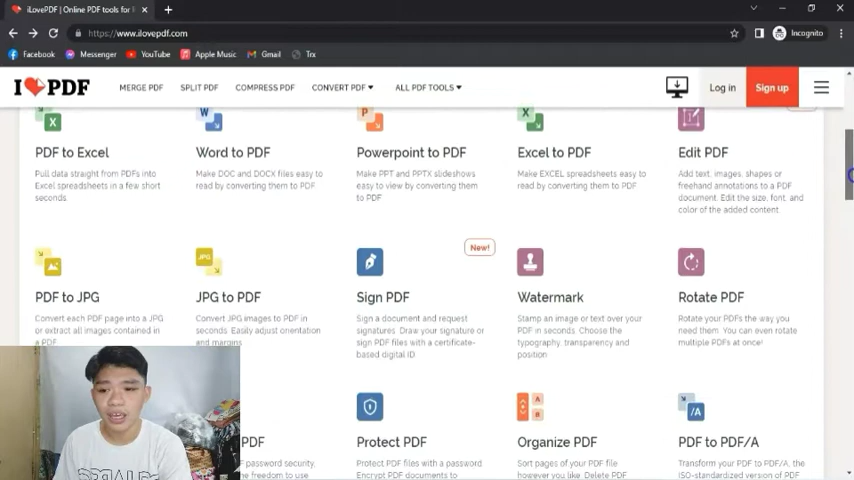 iLovePDF | Online PDF tools for
https://www.ilovepdf.com
Incognito
Facebook
Messenger
YouTube
Apple Music
Gmail
Trx
I PDF
MERGE PDF
SPLIT PDF
COMPRESS PDF
CONVERT PDF
ALL PDF TOOLS
Log in
Sign up
X
W
P
X
PDF to Excel
Word to PDF
Powerpoint to PDF
Excel to PDF
Edit PDF
Pull data straight from PDFs into
Excel spreadsheets in a few short
seconds.
Make DOC and DOCX files easy to
read by converting them to PDF
Make PPT and PPTX slideshows
easy to view by converting them
to PDF
Make EXCEL spreadsheets easy to
read by converting them to PDF
Add text, images, shapes or
freehand annotations to a PDF
document. Edit the size, font, and
color of the added content
New!
JPG
PDF to JPG
JPG to PDF
Sign PDF
Watermark
Rotate PDF
Convert each PDF page into a JPG
or extract all images contained in
a PDF
Convert JPG images to PDF in
seconds. Easily adjust orientation
and margins
Sign a document and request
signatures. Draw your signature or
sign PDF files with a certificate-
based digital ID
Stamp an image or text over your
PDF in seconds. Choose the
typography, transparency and
position
Rotate your PDFs the way you
need them. You can even rotate
multiple PDFs at once!
A
B
/A
PDF
Protect PDF
Organize PDF
PDF to PDF/A
password security,
he freedom to use
Protect PDF files with a password
Encrypt PDF documents to
Sort pages of your PDF file
however you like. Delete PDF
Transform your PDF to PDF/A, the
ISO-standardized version of PDF